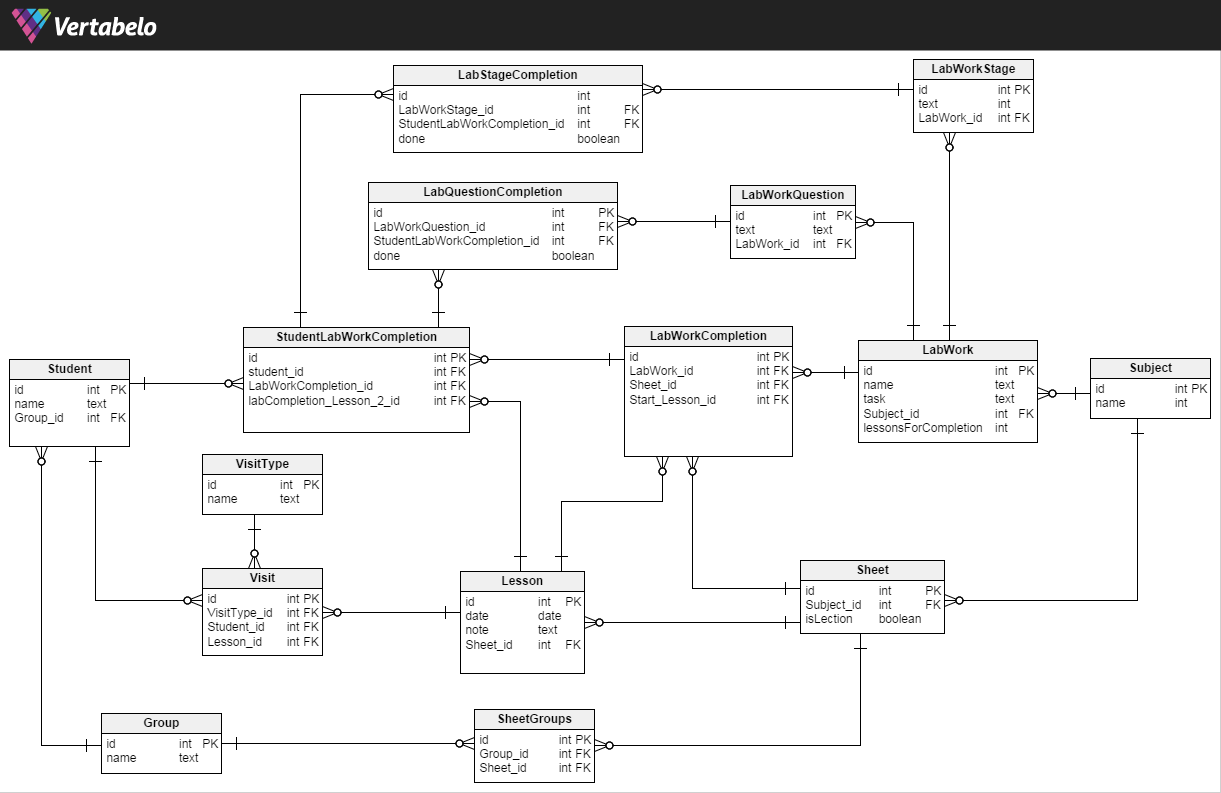 Vertabelo
LabStageCompletion
id int
LabWorkStage_id int FK
StudentLabWorkCompletion_id int FK
done boolean
LabWorkStage
id int PK
text int
LabWork_id int FK
LabQuestionCompletion
id int PK
LabWorkQuestion_id int FK
StudentLabWorkCompletion_id int FK
done boolean
LabWorkQuestion
id int PK
text text
LabWork_id int FK
StudentLabWorkCompletion
id int PK
student_id int FK
LabWorkCompletion_id int FK
labCompletion_Lesson_2_id int FK
LabWorkCompletion
id int PK
LabWork_id int FK
Sheet_id int FK
Start_Lesson_id int FK
LabWork
id int PK
name text
task text
Subject_id int FK
lessonsForCompletion int
Subject
id int PK
name int
Student
id int PK
name text
Group_id int FK
VisitType
id int PK
name text
Visit
id int PK
VisitType_id int FK
Student_id int FK
Lesson_id int FK
Lesson
id int PK
date date
note text
Sheet_id int FK
Sheet
id int PK
Subject_id int FK
isLection boolean
Group
id int PK
name text
SheetGroups
id int PK
Group_id int FK
Sheet_id int FK